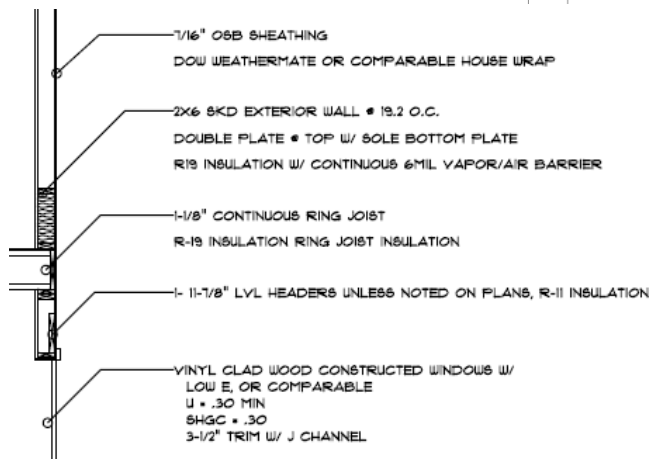 7/16" OSB SHEATHING
DOW WEATHERMATE OR COMPARABLE HOUSE WRAP
2X6 SKD EXTERIOR WALL @ 19.2 O.C.
DOUBLE PLATE @ TOP W/ SOLE BOTTOM PLATE
R19 INSULATION W/ CONTINUOUS 6MIL VAPOR/AIR BARRIER
1-1/8" CONTINUOUS RING JOIST
R-19 INSULATION RING JOIST INSULATION
1- 11-7/8" LVL HEADERS UNLESS NOTED ON PLANS, R-11 INSULATION
VINYL CLAD WOOD CONSTRUCTED WINDOWS W/
LOW E, OR COMPARABLE
U = .30 MIN
SHGC = .30
3-1/2" TRIM W/ J CHANNEL